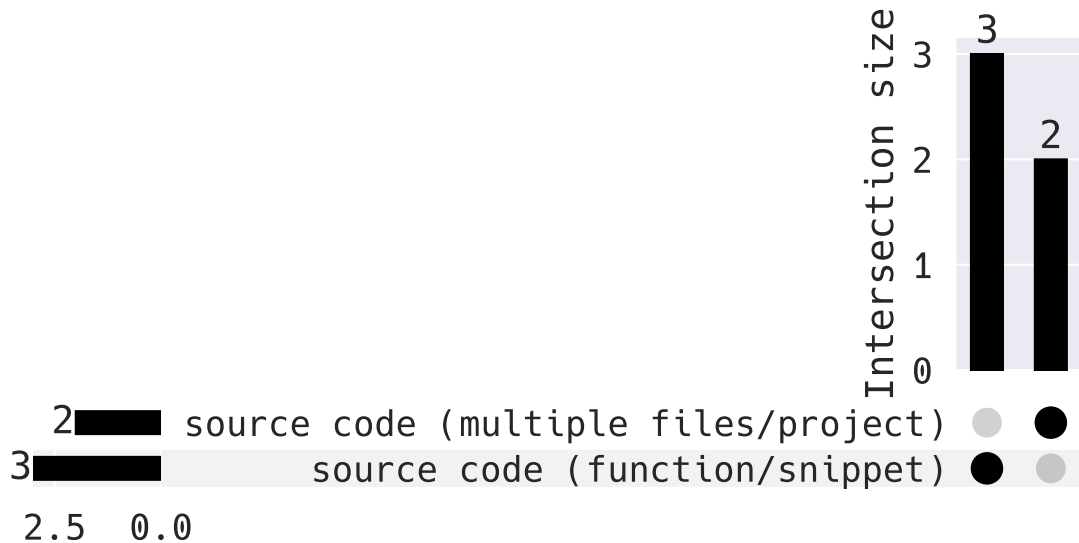 3
Intersection size
3
2
2
1
0
2 source code (multiple files/project)
3 source code (function/snippet)
2.5 0.0